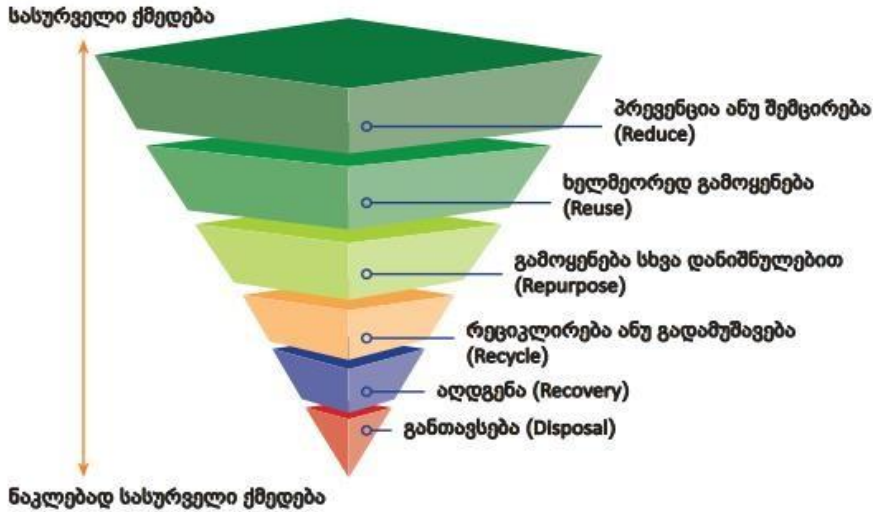 სასურველი ქმედება
პრევენცია ანუ შემცირება
(Reduce)
ხელმეორედ გამოყენება
(Reuse)
გამოყენება სხვა დანიშნულებით
(Repurpose)
რეციკლირება ანუ გადამუშავება
(Recycle)
აღდგენა (Recovery)
განთავსება (Disposal)
ნაკლებად სასურველი ქმედება